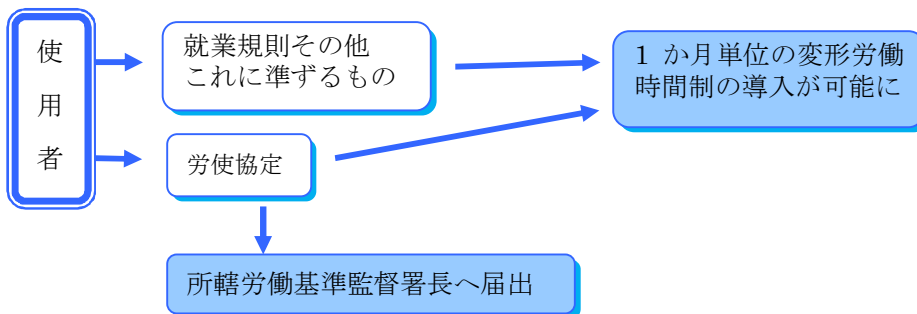 使用者
就業規則その他
これに準ずるもの
1 か月単位の変形労働
時間制の導入が可能に
労使協定
所轄労働基準監督署長へ届出